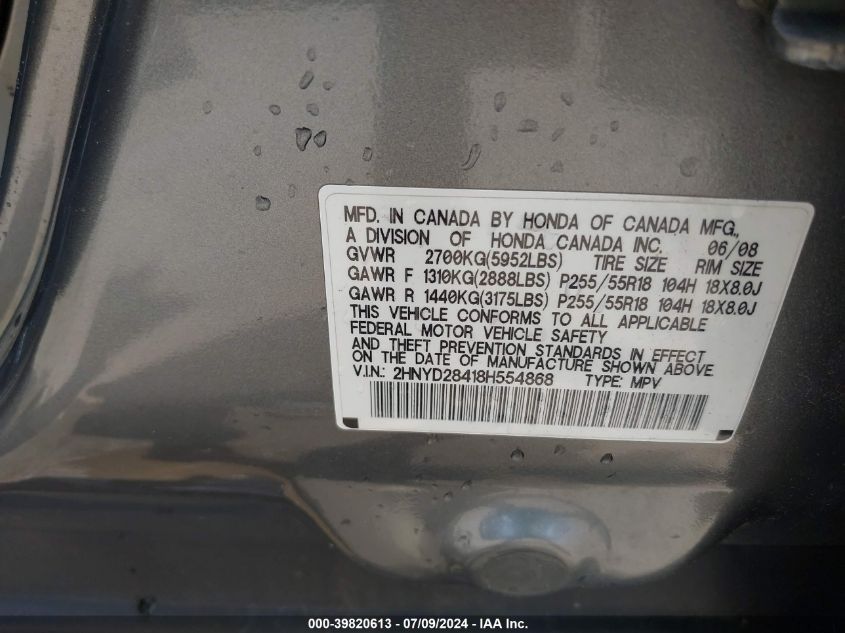 MFD. IN CANADA BY HONDA OF CANADA MFG.,
A DIVISION OF HONDA CANADA INC. 06/08
GVWR 2700KG(5952LBS) TIRE SIZE RIM SIZE
GAWR F 1310KG(2888LBS) P255/55R18 104H 18X8.0J
GAWR R 1440KG(3175LBS) P255/55R18 104H 18X8.0J
THIS VEHICLE CONFORMS TO ALL APPLICABLE
FEDERAL MOTOR VEHICLE SAFETY
AND THEFT PREVENTION STANDARDS IN EFFECT
ON THE DATE OF MANUFACTURE SHOWN ABOVE.
V.I.N.: 2HNYD28418H554868 TYPE: MPV
000-39820613 - 07/09/2024 - IAA Inc.